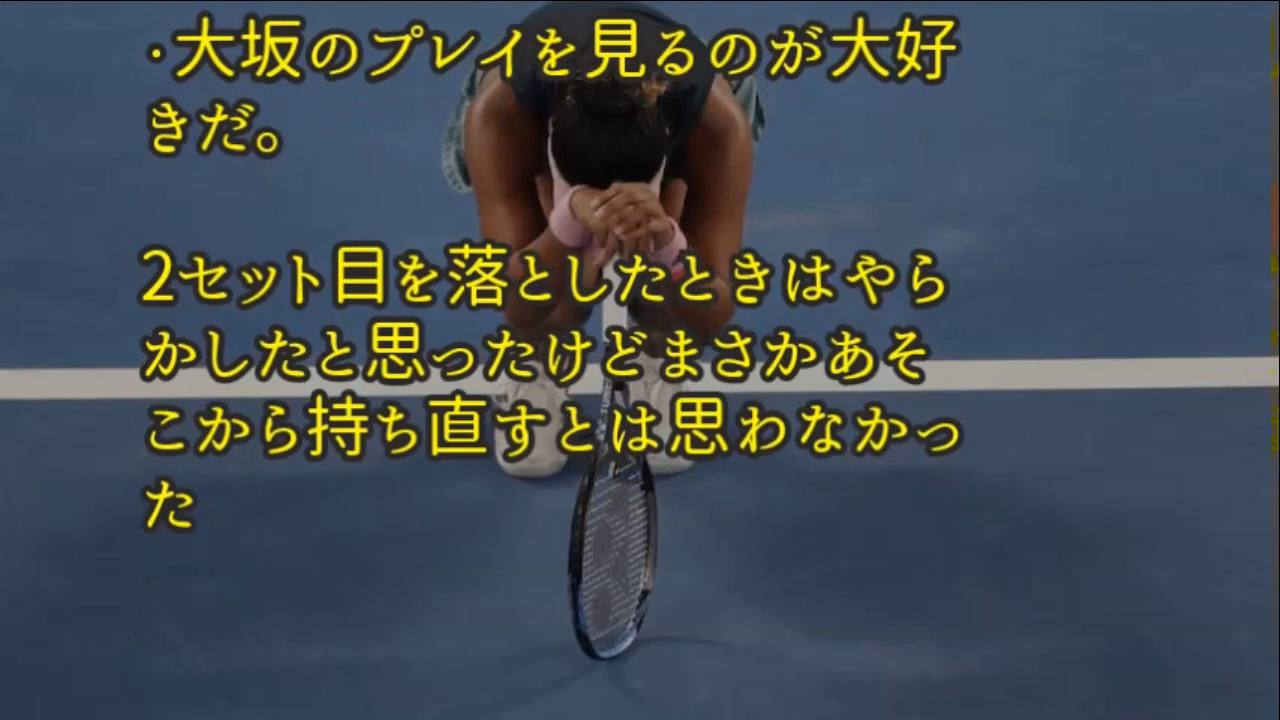 ·大坂のプレイを見るのが大好
きだ。
2セット目を落としたときはやら
かしたと思ったけどまさかあそ
こから持ち直すとは思わなかっ
た